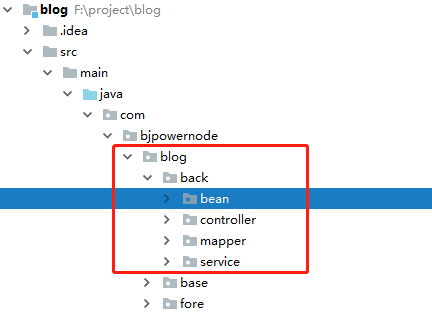 blog F:\project\blog
.idea
src
main
java
com
bjpowernode
blog
back
bean
controller
mapper
service
base
fore